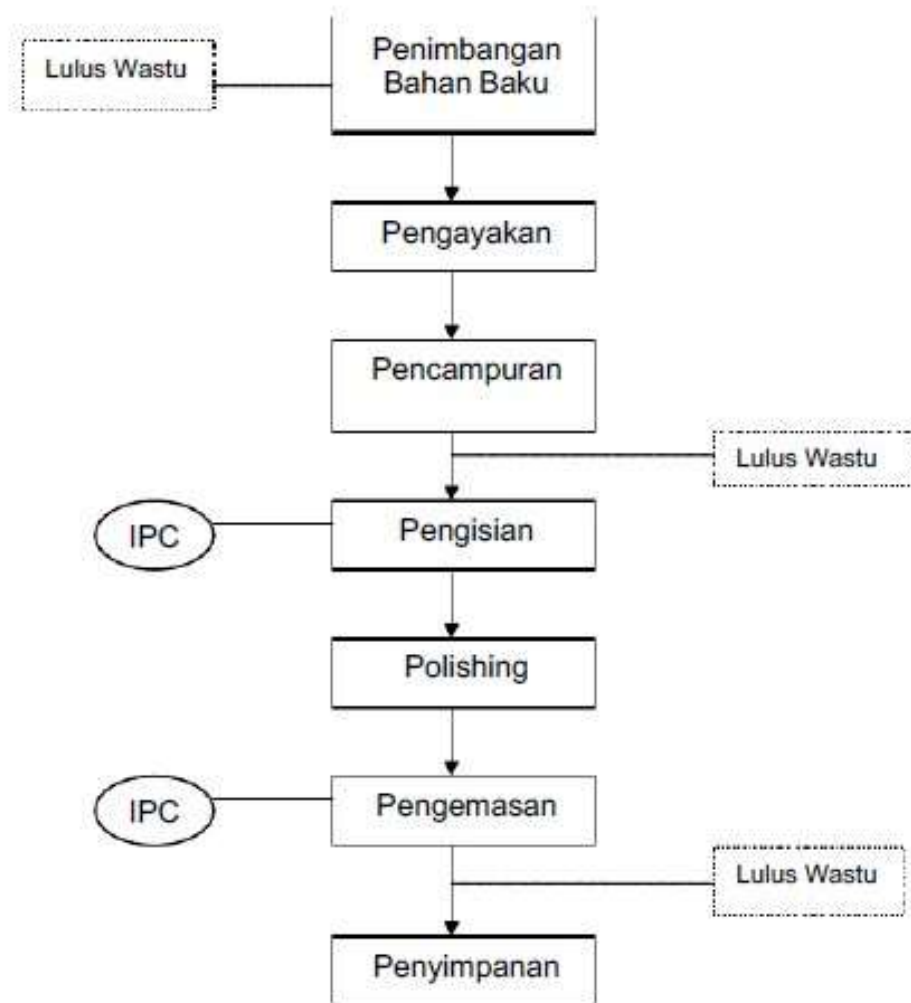 Lulus Wastu
Penimbangan
Bahan Baku
Pengayakan
Pencampuran
Lulus Wastu
IPC
Pengisian
Polishing
IPC
Pengemasan
Lulus Wastu
Penyimpanan